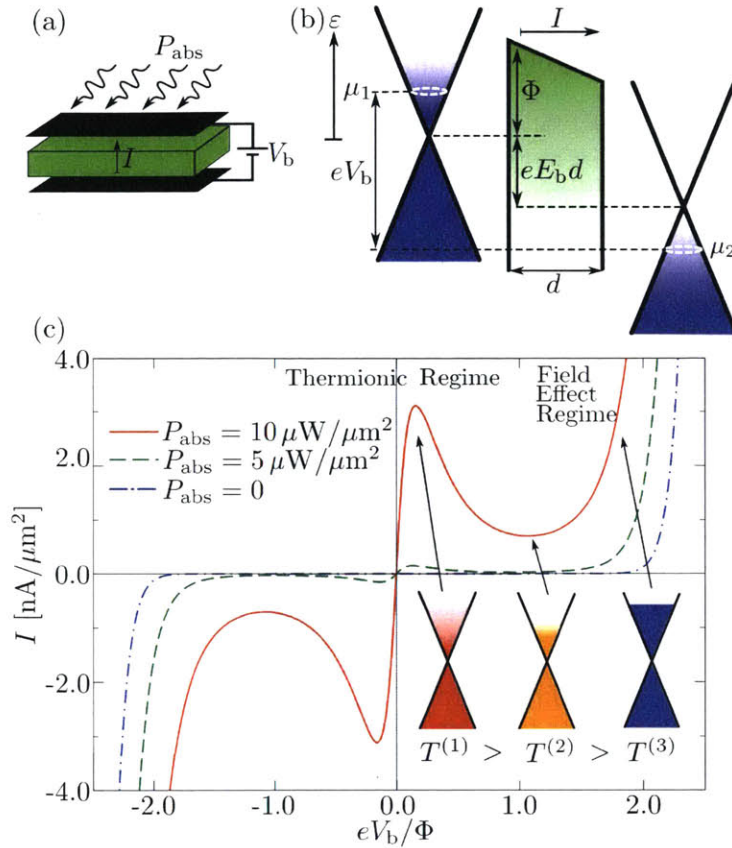 (a)
P_abs
I
V_b
(b)
ε
I
μ_1
Φ
eV_b
eE_bd
μ_2
d
(c)
4.0
Thermionic Regime
Field
Effect
Regime
P_abs = 10 μW/μm²
P_abs = 5 μW/μm²
P_abs = 0
2.0
0.0
-2.0
-4.0
I [nA/μm²]
T^(1) > T^(2) > T^(3)
-2.0 -1.0 0.0 1.0 2.0
eV_b/Φ